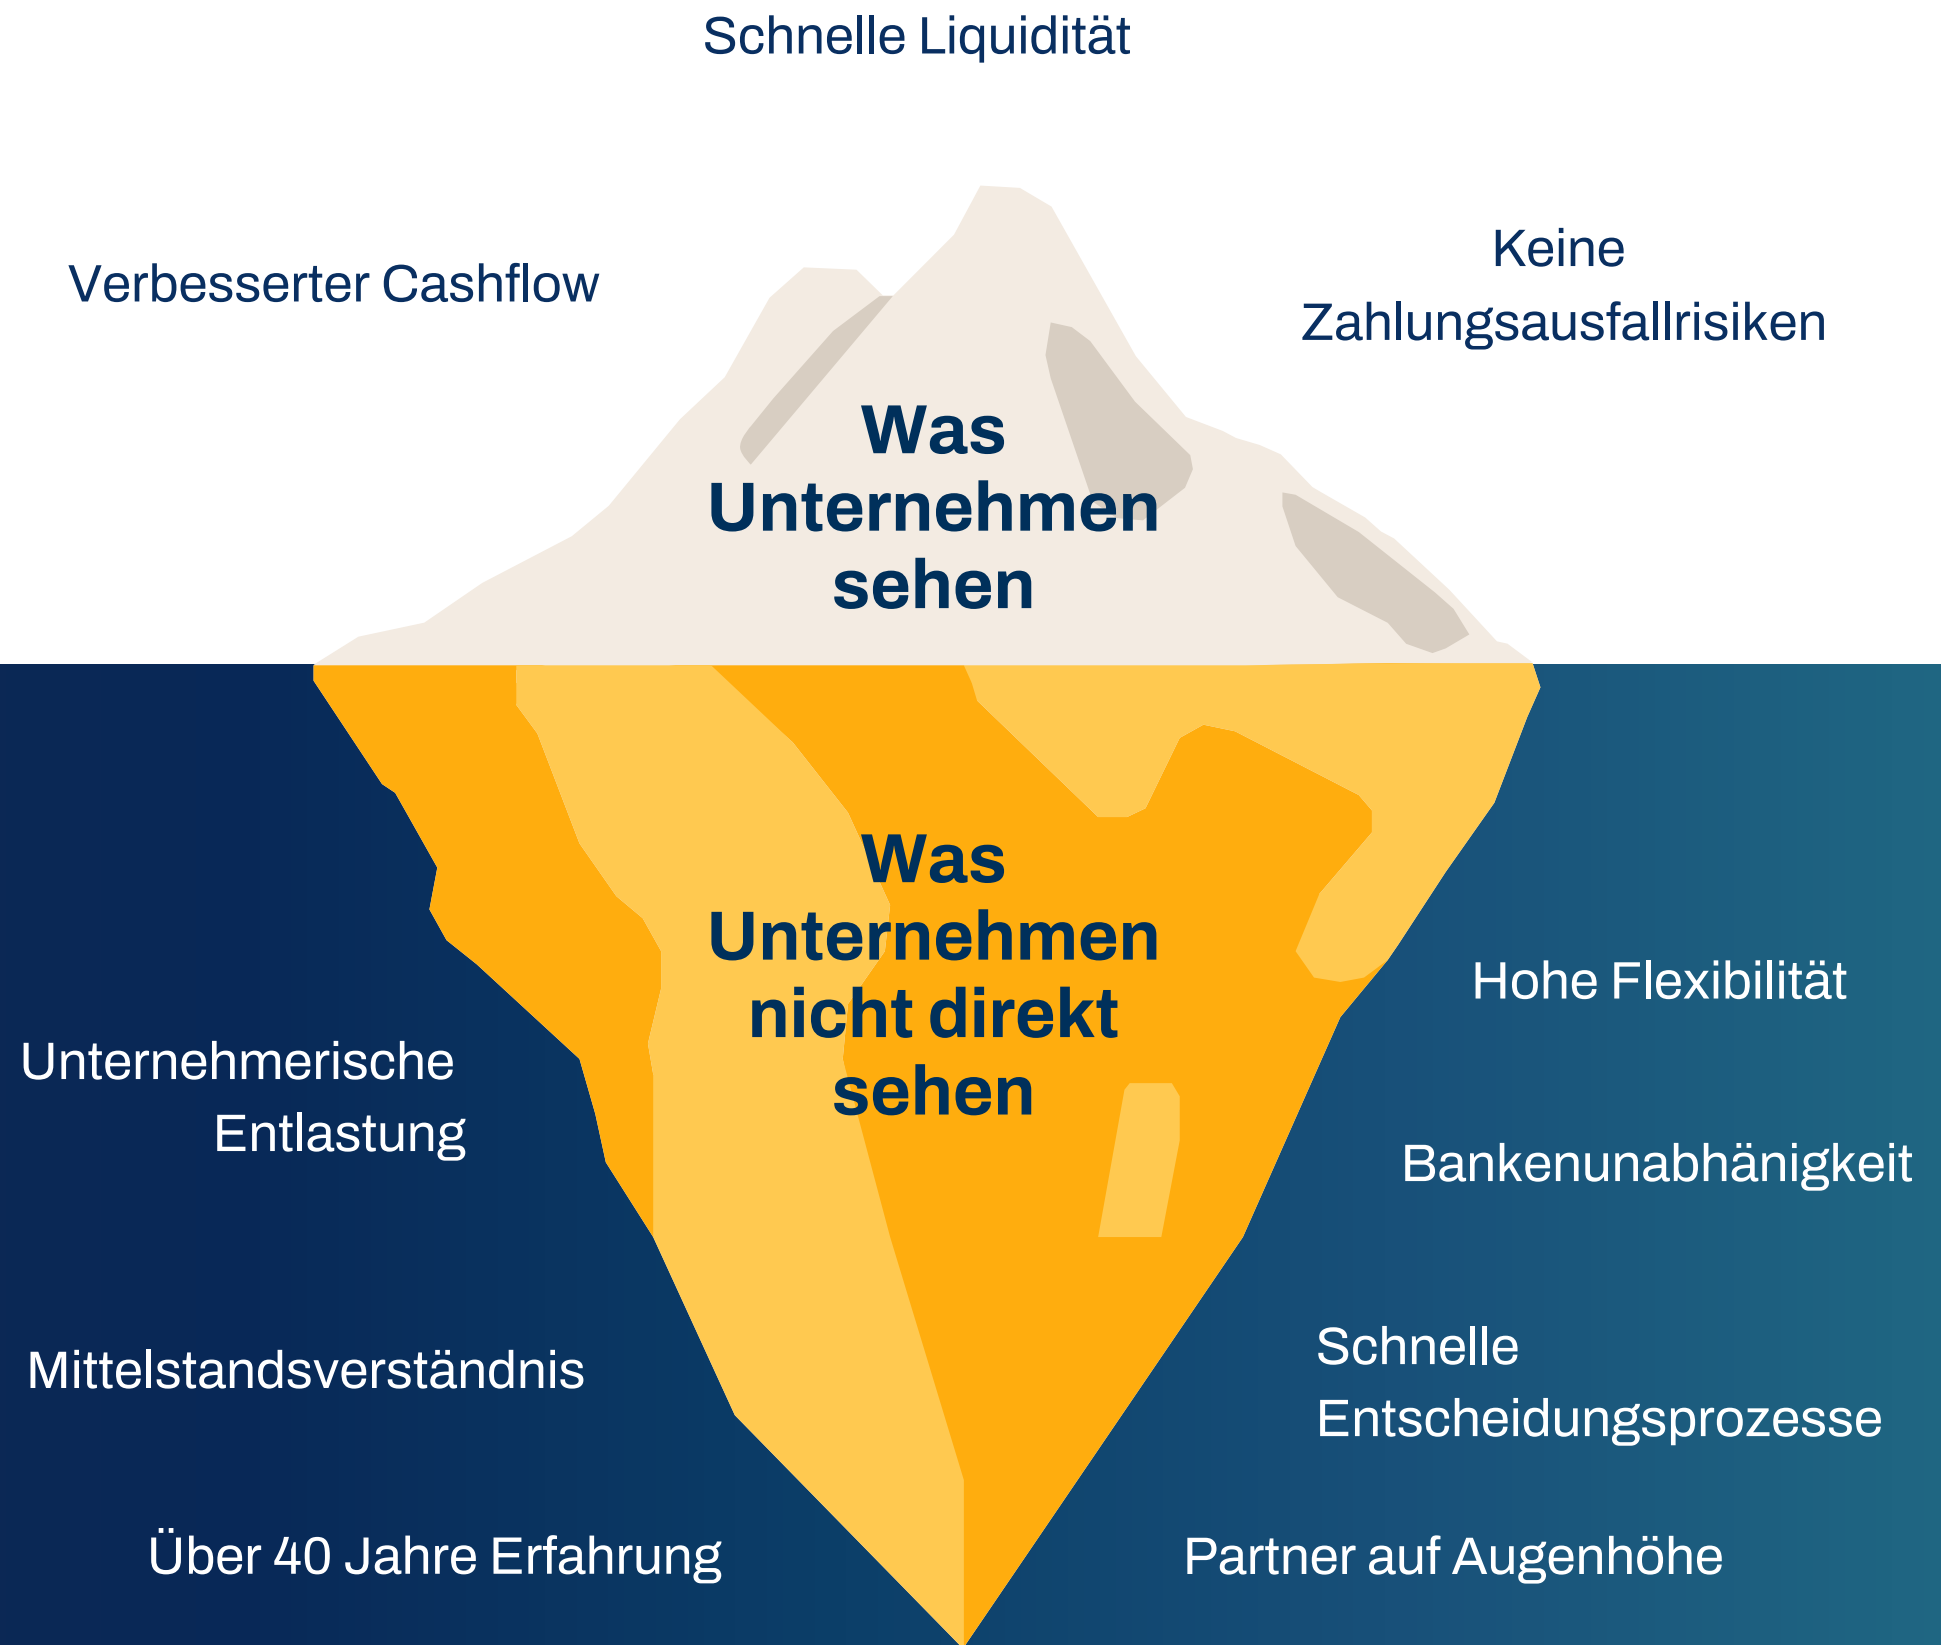 Schnelle Liquidität
Verbesserter Cashflow
Keine
Zahlungsausfallrisiken
Was
Unternehmen
sehen
Was
Unternehmen
nicht direkt
sehen
Unternehmerische
Entlastung
Mittelstandsverständnis
Über 40 Jahre Erfahrung
Hohe Flexibilität
Bankenunabhänigkeit
Schnelle
Entscheidungsprozesse
Partner auf Augenhöhe